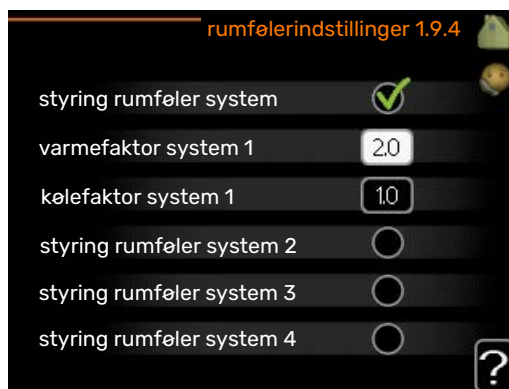 rumfølerindstillinger 1.9.4
styring rumføler system
varmefaktor system 1 2.0
kølefaktor system 1 1.0
styring rumføler system 2
styring rumføler system 3
styring rumføler system 4
?